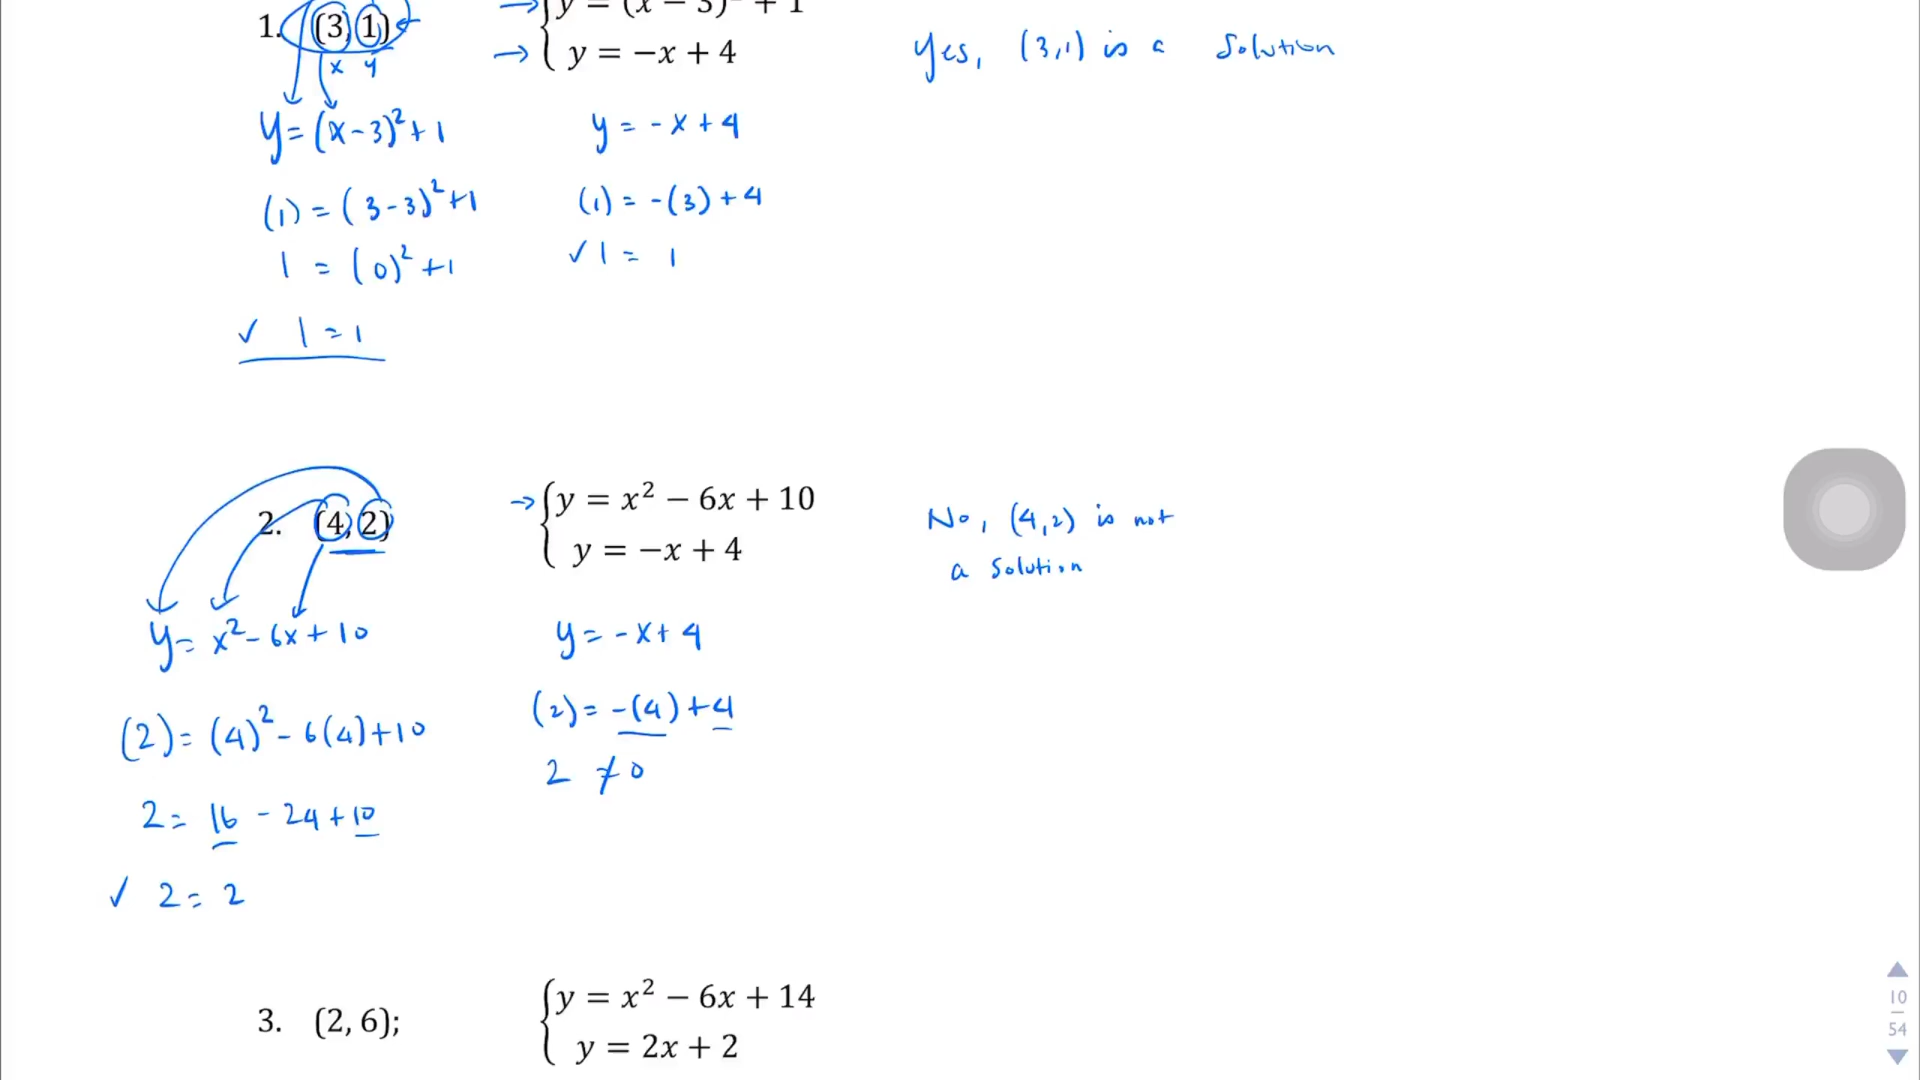 1. (3, 1) → y = (x − 3)² + 1
→ y = −x + 4
Yes, (3,1) is a solution
x y
y = (x-3)² + 1
y = -x + 4
(1) = (3-3)² + 1
(1) = -(3) + 4
1 = (0)² + 1
✓ 1 = 1
✓ 1 = 1
2. (4, 2) → y = x² − 6x + 10
y = −x + 4
No, (4,2) is not
a solution
y = x² - 6x + 10
y = -x + 4
(2) = (4)² - 6(4) + 10
(2) = -(4) + 4
2 ≠ 0
2 = 16 - 24 + 10
✓ 2 = 2
3. (2, 6); y = x² − 6x + 14
y = 2x + 2
10
54